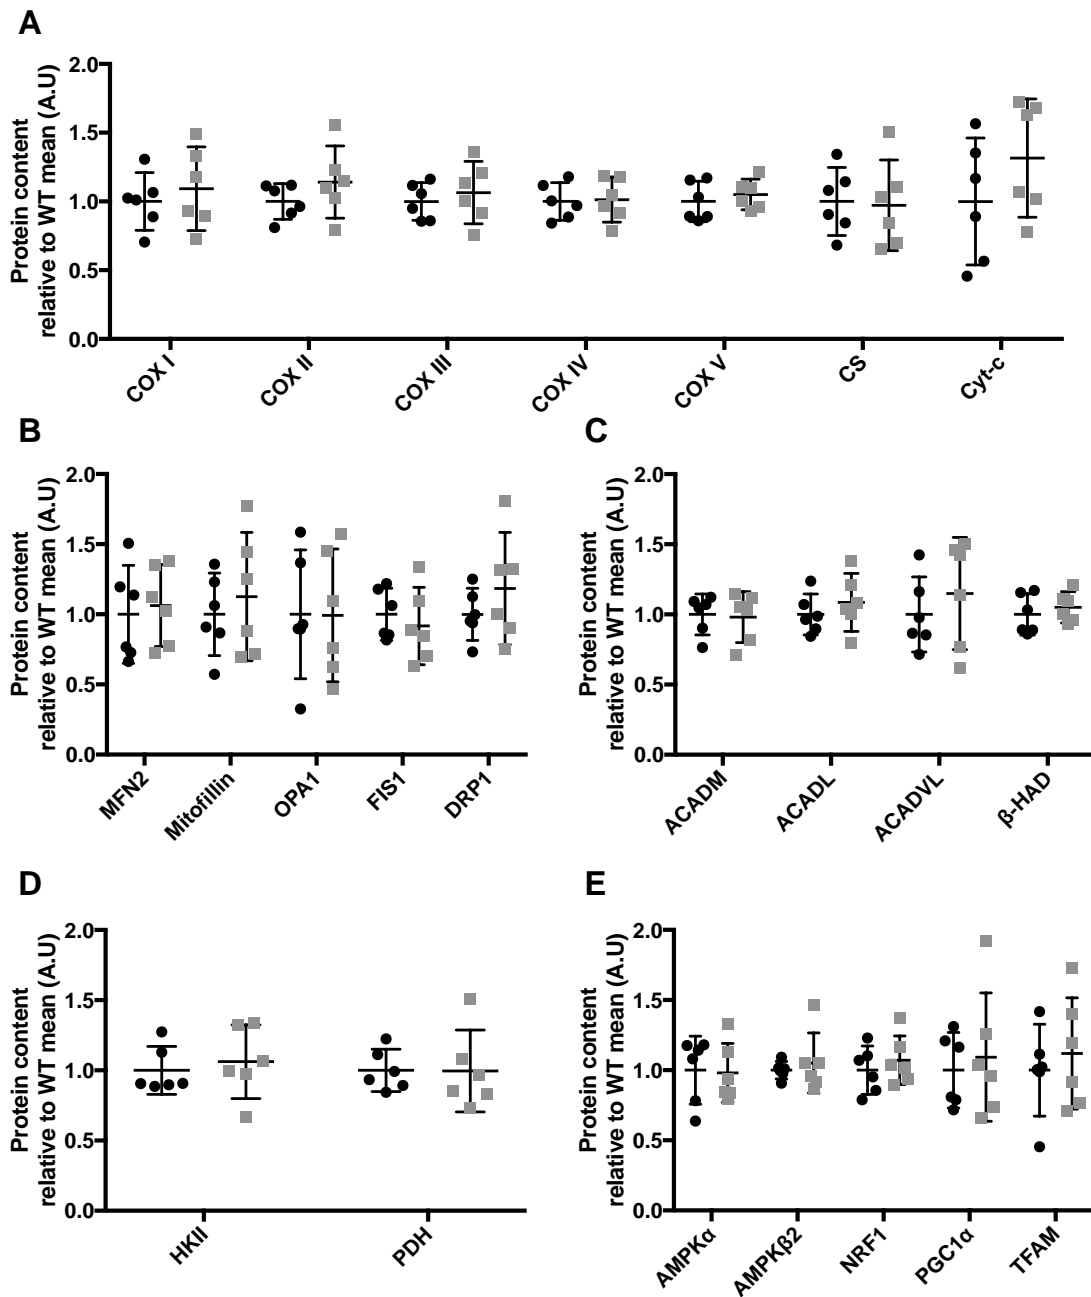 A
Protein content
relative to WT mean (A.U)
2.0
1.5
1.0
0.5
0.0
COX I
COX II
COX III
COX IV
COX V
CS
Cyt-c
B
Protein content
relative to WT mean (A.U)
2.0
1.5
1.0
0.5
0.0
MFN2
Mitofillin
OPA1
FIS1
DRP1
C
Protein content
relative to WT mean (A.U)
2.0
1.5
1.0
0.5
0.0
ACADM
ACADL
ACADVL
β-HAD
D
Protein content
relative to WT mean (A.U)
2.0
1.5
1.0
0.5
0.0
HKII
PDH
E
Protein content
relative to WT mean (A.U)
2.0
1.5
1.0
0.5
0.0
AMPKα
AMPKβ2
NRF1
PGC1α
TFAM